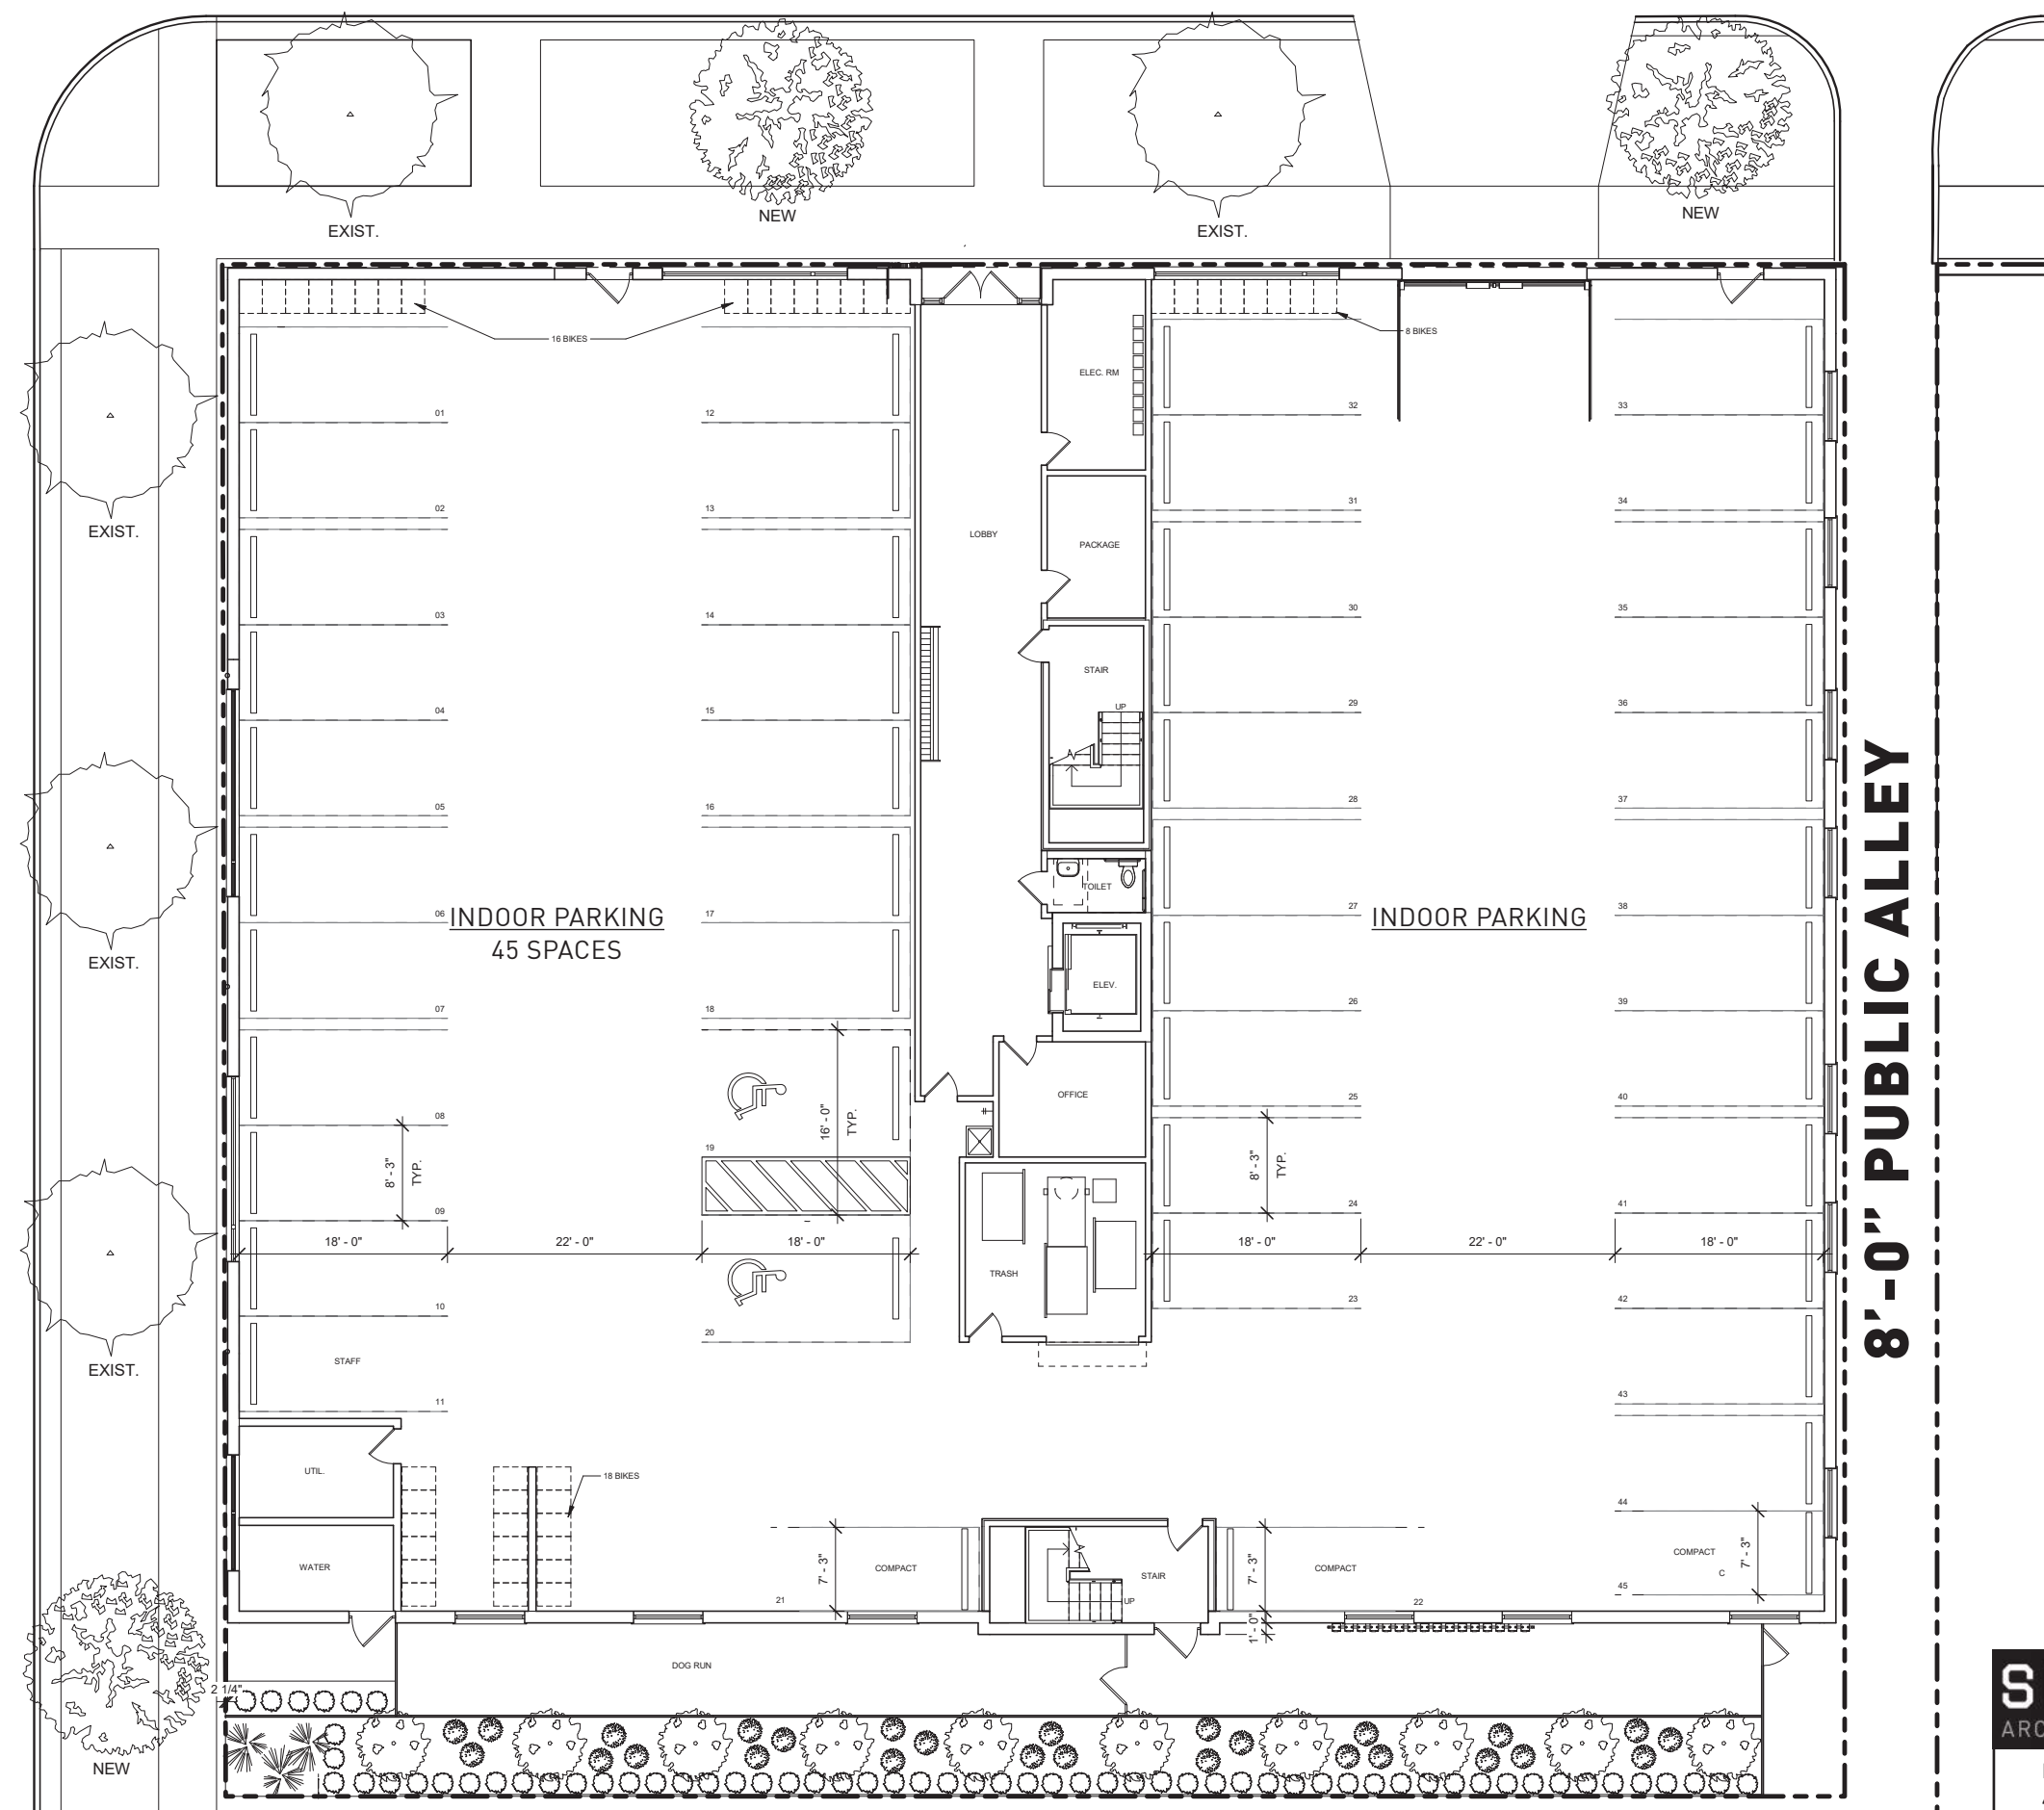 NEW
NEW
EXIST.
EXIST.
16 BIKES
8 BIKES
ELEC. RM
01
12
32
33
02
13
31
34
EXIST.
LOBBY
PACKAGE
03
14
30
35
STAIR
UP
04
15
29
36
05
16
28
37
TOILET
06
INDOOR PARKING
45 SPACES
17
27
INDOOR PARKING
38
EXIST.
ELEV.
07
18
26
39
8'-0" PUBLIC ALLEY
OFFICE
08
16' - 0"
TYP.
25
40
19
8' - 3"
TYP.
8' - 3"
TYP.
09
24
41
18' - 0"
22' - 0"
18' - 0"
18' - 0"
22' - 0"
18' - 0"
TRASH
10
23
42
20
STAFF
EXIST.
11
43
UTIL.
18 BIKES
44
WATER
7' - 3"
COMPACT
STAIR
UP
7' - 3"
COMPACT
COMPACT
C
7' - 3"
45
21
22
1' - 0"
DOG RUN
2 1/4"
NEW
S
ARC